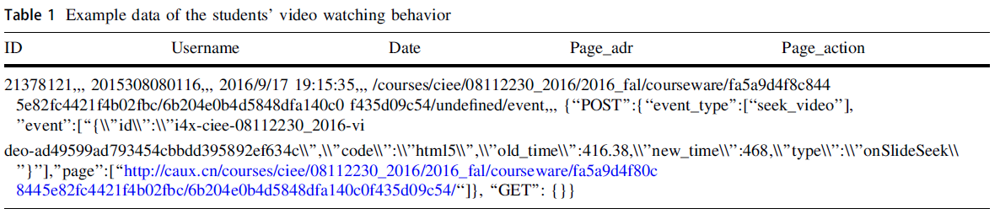 Table 1 Example data of the students' video watching behavior
ID Username Date Page_adr Page_action
21378121,,, 2015308080116,,, 2016/9/17 19:15:35,,, /courses/ciee/08112230_2016/2016_fal/courseware/fa5a9d4f8c844
5e82fc4421f4b02fbc/6b204e0b4d5848dfa140c0 f435d09c54/undefined/event,,, {“POST”:{“event_type”:[“seek_video”],
”event”:[“{\\”id\\”:\\”i4x-ciee-08112230_2016-vi
deo-ad49599ad793454cbbdd395892ef634c\\”,\\”code\\”:\\”html5\\”,\\”old_time\\”:416.38,\\”new_time\\”:468,\\”type\\”:\\”onSlideSeek\\
”}”],”page”:[“http://caux.cn/courses/ciee/08112230_2016/2016_fal/courseware/fa5a9d4f80c
8445e82fc4421f4b02fbc/6b204e0b4d5848dfa140c0f435d09c54/“]}, “GET”: {}}